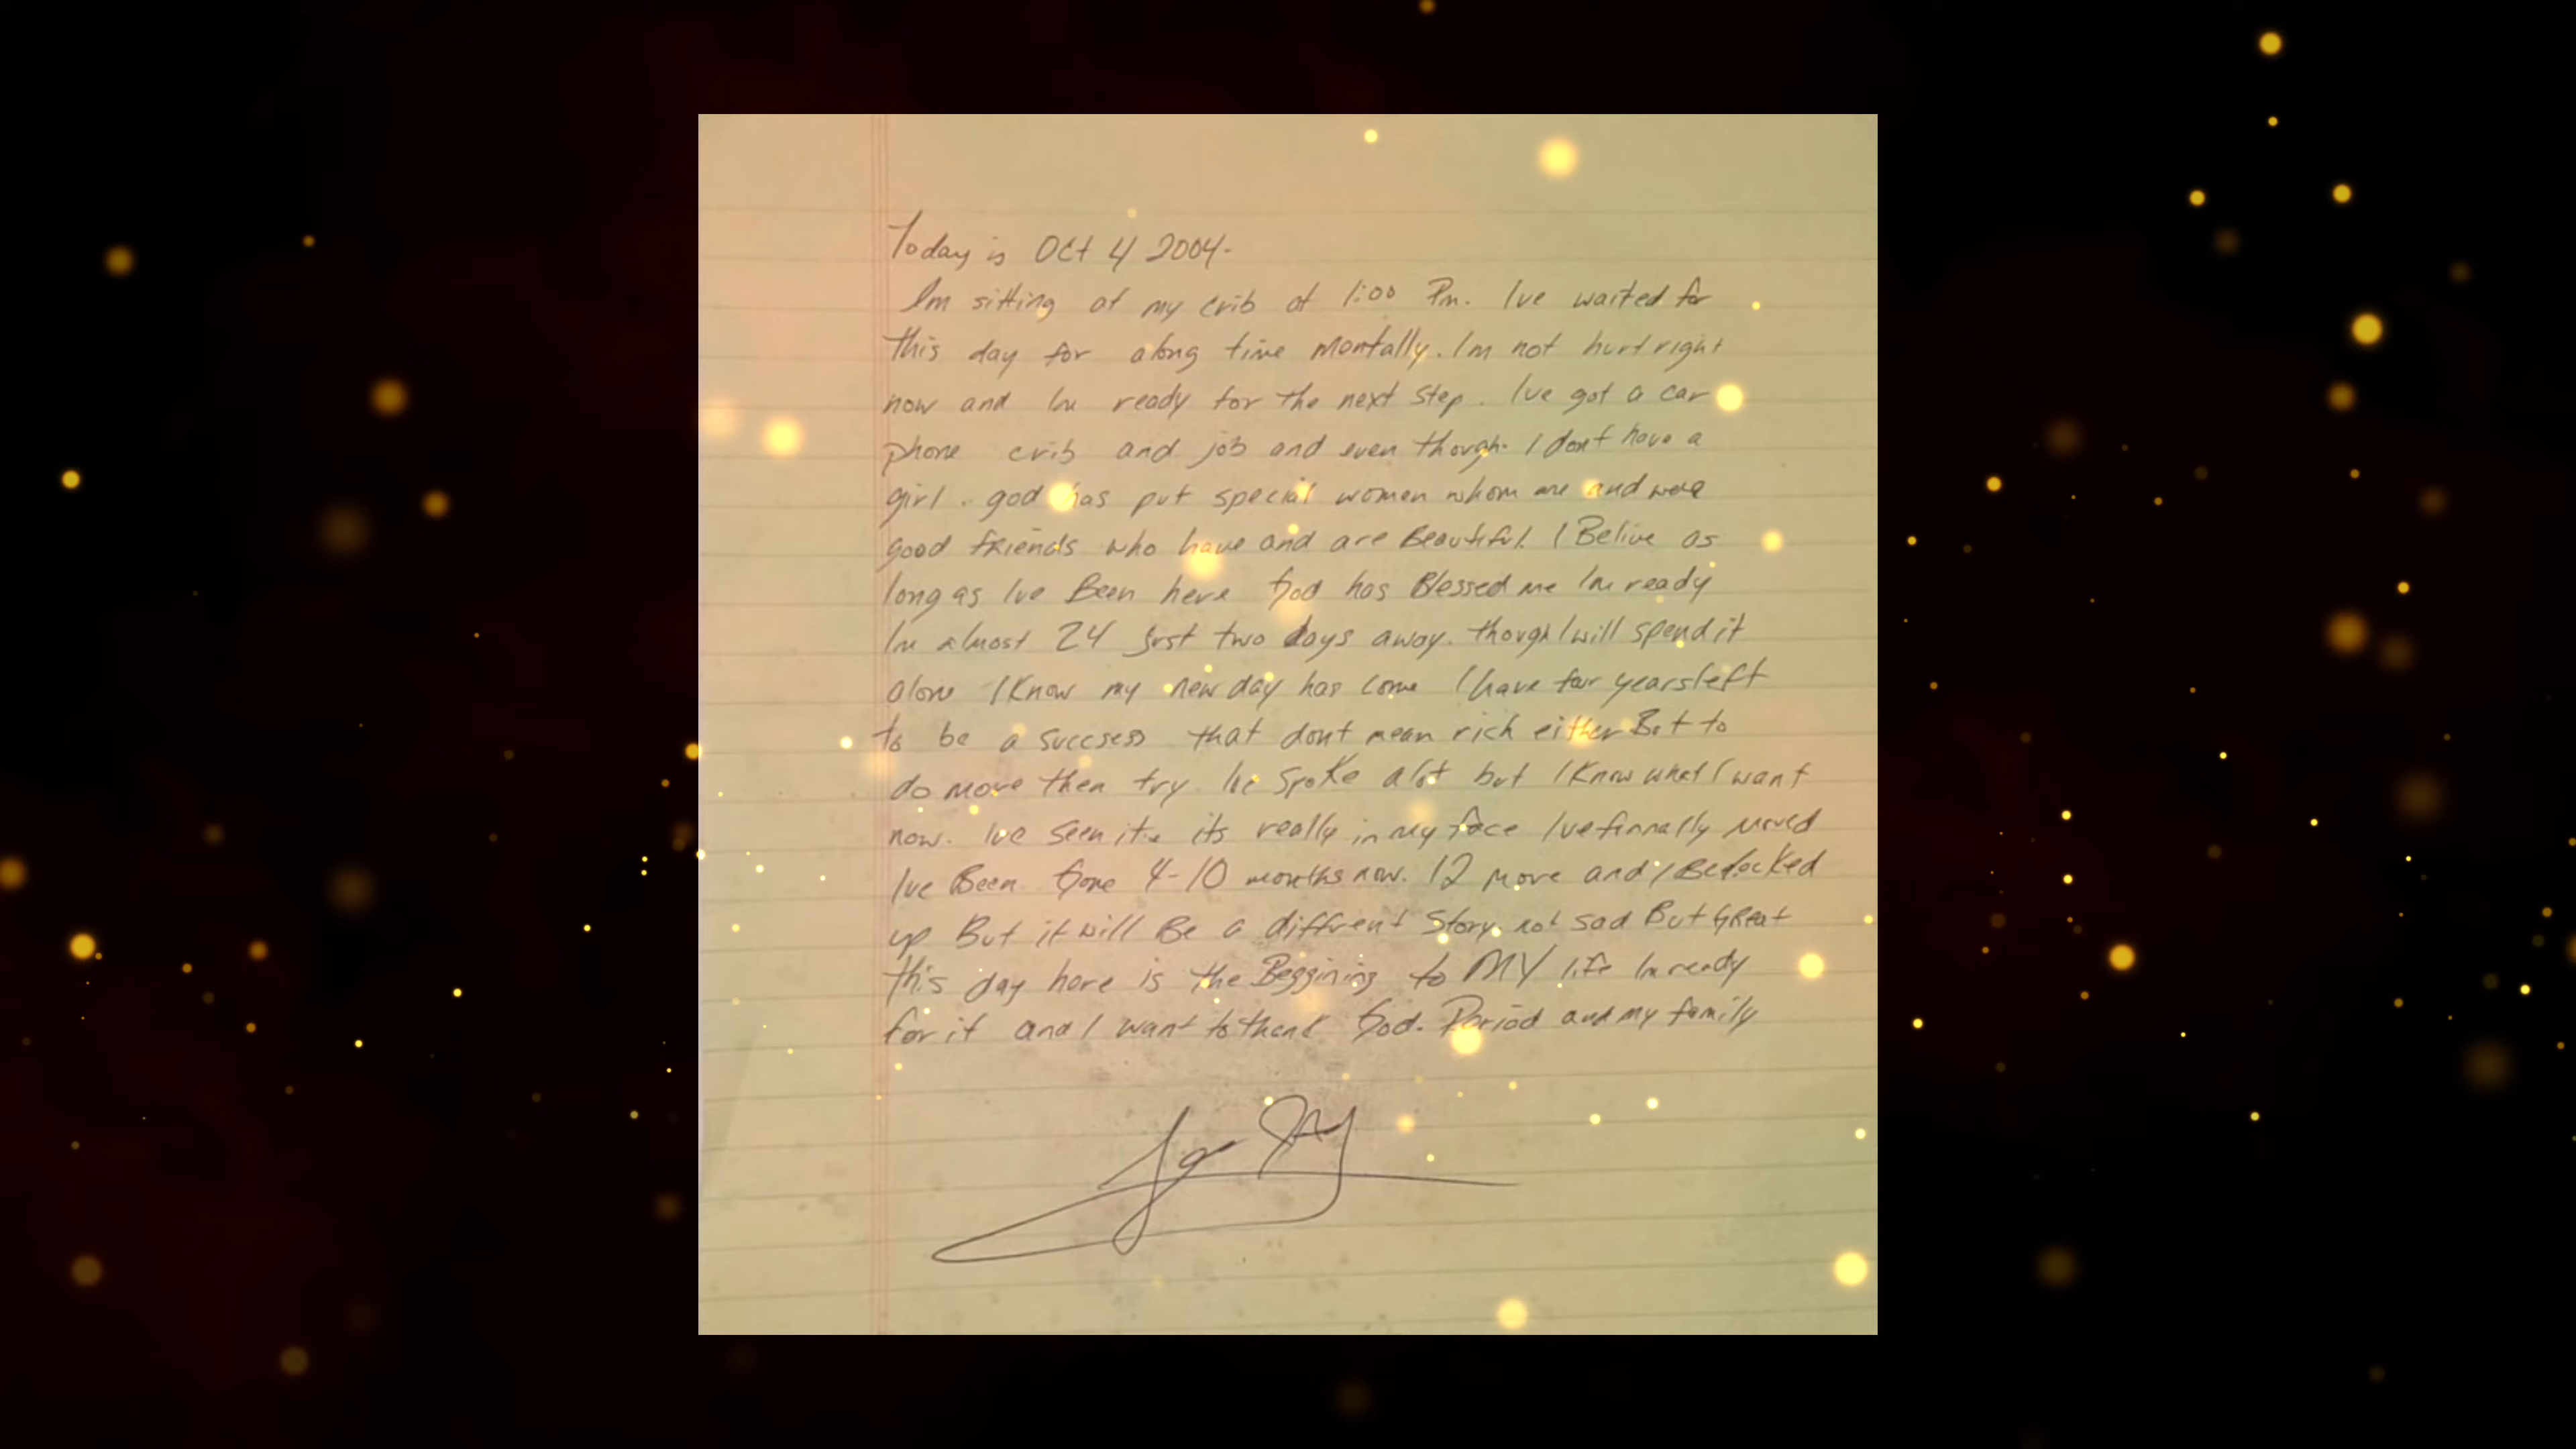 Today is Oct 4 2004-
Im sitting at my crib at 1:00 Pm. Ive waited for
this day for along time mentally. Im not hurt right
now and Im ready for the next step. Ive got a car
phone crib and job and even though I dont have a
girl. god has put special women whom are and were
good friends who have and are Beautiful. I Belive as
long as Ive Been here God has Blessed me Im ready
Im almost 24 just two days away. though I will spend it
alone I Know my new day has come I have four years left
to be a succsess that dont mean rich either But to
do more then try. Ive spoke alot but I Know what I want
now. Ive seen it. its really in my face Ive finnally moved
Ive Been Gone 4-10 months now. 12 more and I Be locked
up But it will Be a diffrent Story not sad But GReat
this day here is the Beggining to MY life Im ready
for it and I want to thank God. Period and my family